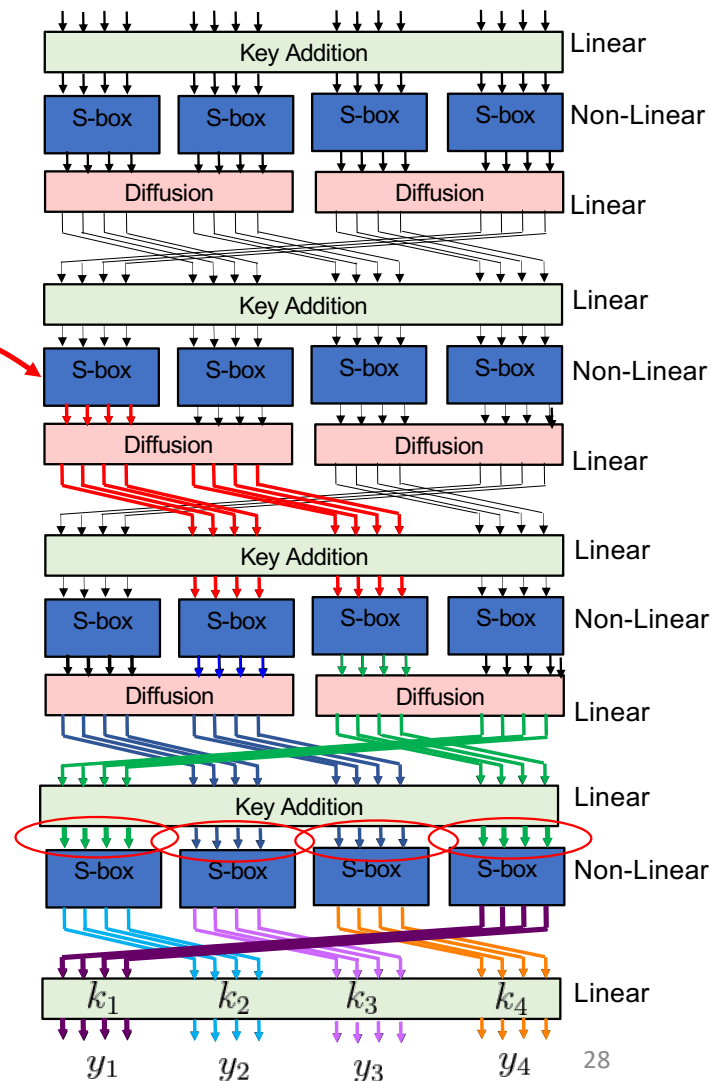 Key Addition Linear
S-box S-box S-box S-box Non-Linear
Diffusion Diffusion Linear
Key Addition Linear
S-box S-box S-box S-box Non-Linear
Diffusion Diffusion Linear
Key Addition Linear
S-box S-box S-box S-box Non-Linear
Diffusion Diffusion Linear
Key Addition Linear
S-box S-box S-box S-box Non-Linear
k₁ k₂ k₃ k₄ Linear
y₁ y₂ y₃ y₄ 28